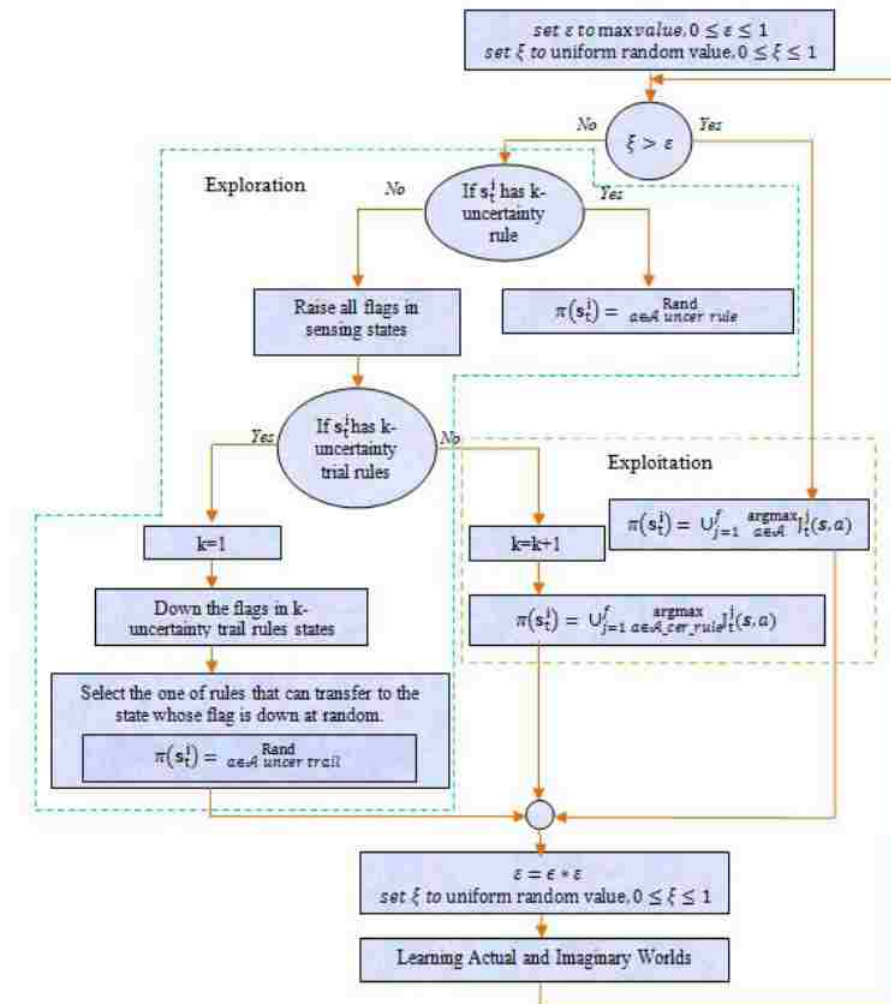 set ε to max value, 0 ≤ ε ≤ 1
set ξ to uniform random value, 0 ≤ ξ ≤ 1
No
Yes
ξ > ε
Exploration
No
If s_t^i has k-
uncertainty
rule
Yes
Raise all flags in
sensing states
π(s_t^i) = Rand a∈A uncer rule
Yes
If s_t^i has k-
uncertainty
trial rules
No
Exploitation
π(s_t^i) = ∪_{j=1}^f argmax a∈A J_t^j(s, a)
k=1
k=k+1
Down the flags in k-
uncertainty trail rules states
π(s_t^i) = ∪_{j=1}^f argmax a∈A_cer_rule J_t^j(s, a)
Select the one of rules that can transfer to the
state whose flag is down at random.
π(s_t^i) = Rand a∈A uncer trail
ε = ϵ * ε
set ξ to uniform random value, 0 ≤ ξ ≤ 1
Learning Actual and Imaginary Worlds